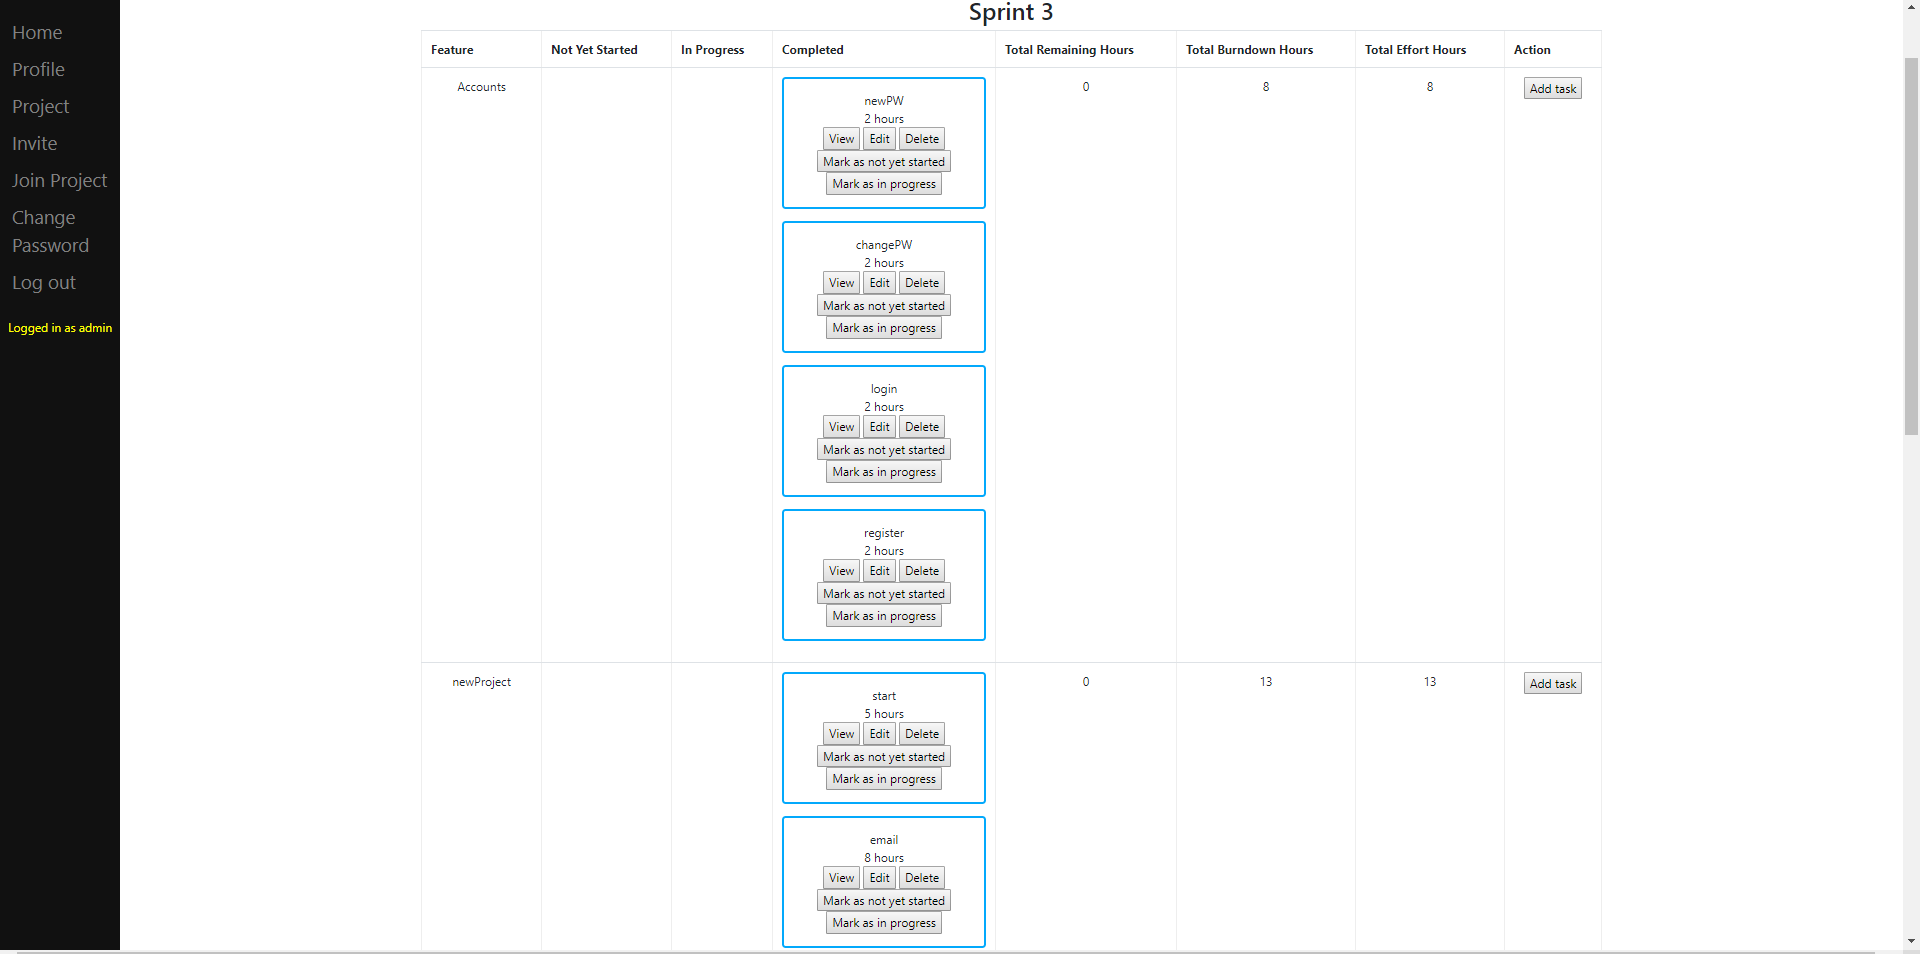 Home
Profile
Project
Invite
Join Project
Change
Password
Log out
Logged in as admin
Sprint 3
Feature Not Yet Started In Progress Completed Total Remaining Hours Total Burndown Hours Total Effort Hours Action
Accounts 0 8 8 Add task
newPW
2 hours
View Edit Delete
Mark as not yet started
Mark as in progress
changePW
2 hours
View Edit Delete
Mark as not yet started
Mark as in progress
login
2 hours
View Edit Delete
Mark as not yet started
Mark as in progress
register
2 hours
View Edit Delete
Mark as not yet started
Mark as in progress
newProject 0 13 13 Add task
start
5 hours
View Edit Delete
Mark as not yet started
Mark as in progress
email
8 hours
View Edit Delete
Mark as not yet started
Mark as in progress